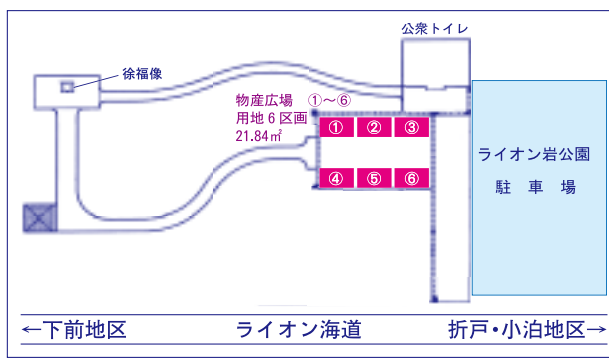 公衆トイレ
徐福像
物産広場 ①～⑥
用地6区画
21.84㎡
① ② ③
④ ⑤ ⑥
ライオン岩公園
駐車場
←下前地区 ライオン海道 折戸・小泊地区→